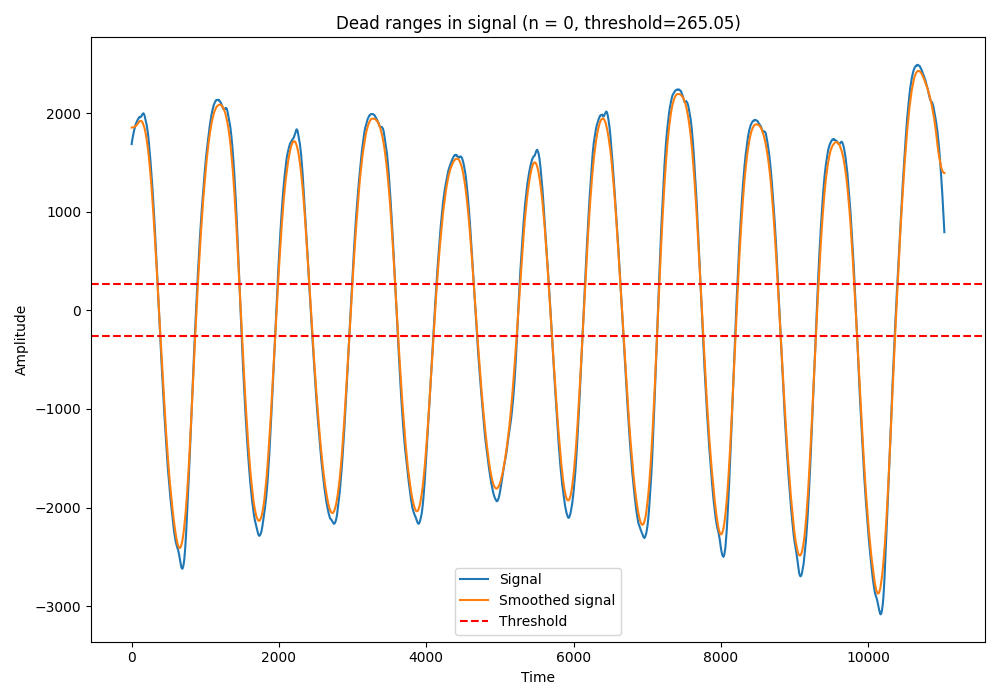 Dead ranges in signal (n = 0, threshold=265.05)
Amplitude
2000
1000
0
−1000
−2000
−3000
0
2000
4000
6000
8000
10000
Time
Signal
Smoothed signal
Threshold